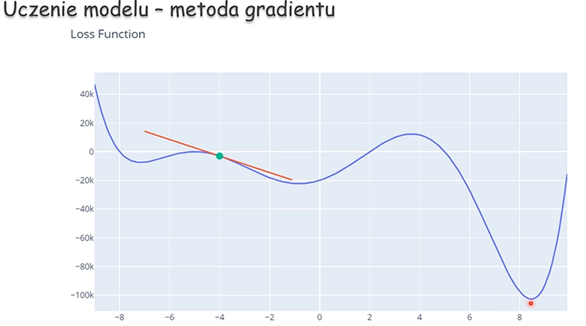 Uczenie modelu – metoda gradientu
Loss Function
40k
20k
0
−20k
−40k
−60k
−80k
−100k
−8 −6 −4 −2 0 2 4 6 8